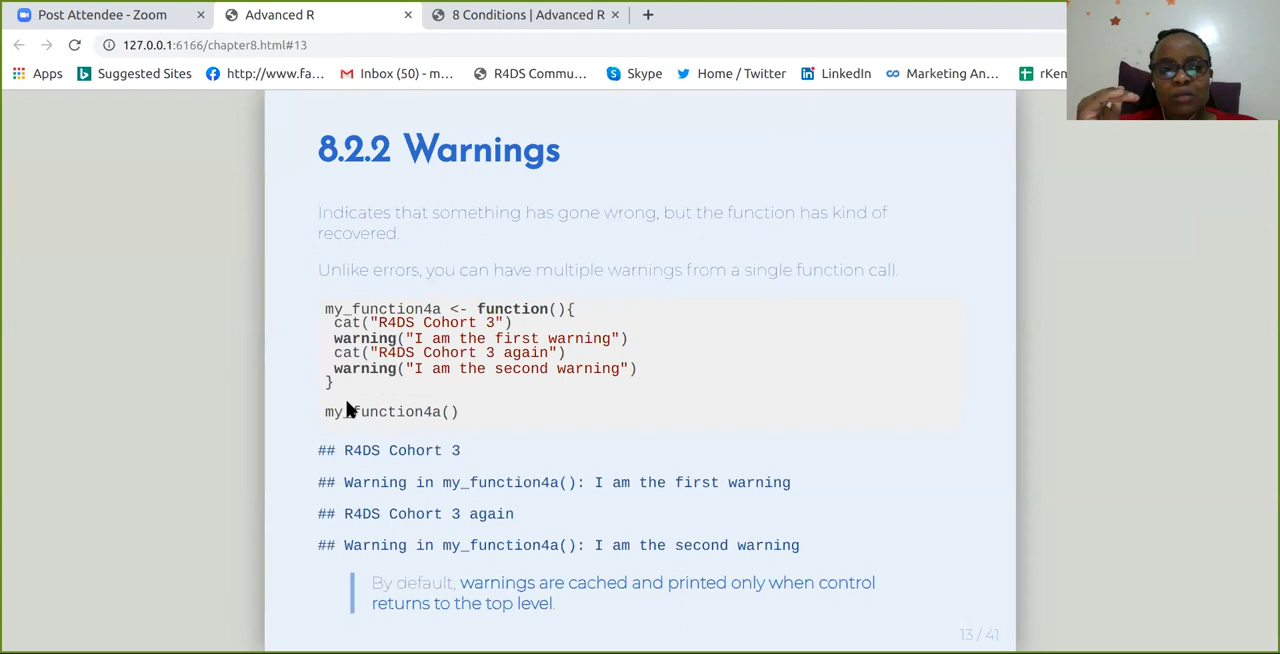 Post Attendee - Zoom × Advanced R × 8 Conditions | Advanced R × +
127.0.0.1:6166/chapter8.html#13
Apps Suggested Sites http://www.fa... Inbox (50) - m... R4DS Commu... Skype Home / Twitter LinkedIn Marketing An... rKem
8.2.2 Warnings
Indicates that something has gone wrong, but the function has kind of
recovered.
Unlike errors, you can have multiple warnings from a single function call.
my_function4a <- function(){
cat("R4DS Cohort 3")
warning("I am the first warning")
cat("R4DS Cohort 3 again")
warning("I am the second warning")
}
my_function4a()
## R4DS Cohort 3
## Warning in my_function4a(): I am the first warning
## R4DS Cohort 3 again
## Warning in my_function4a(): I am the second warning
By default, warnings are cached and printed only when control
returns to the top level.
13 / 41